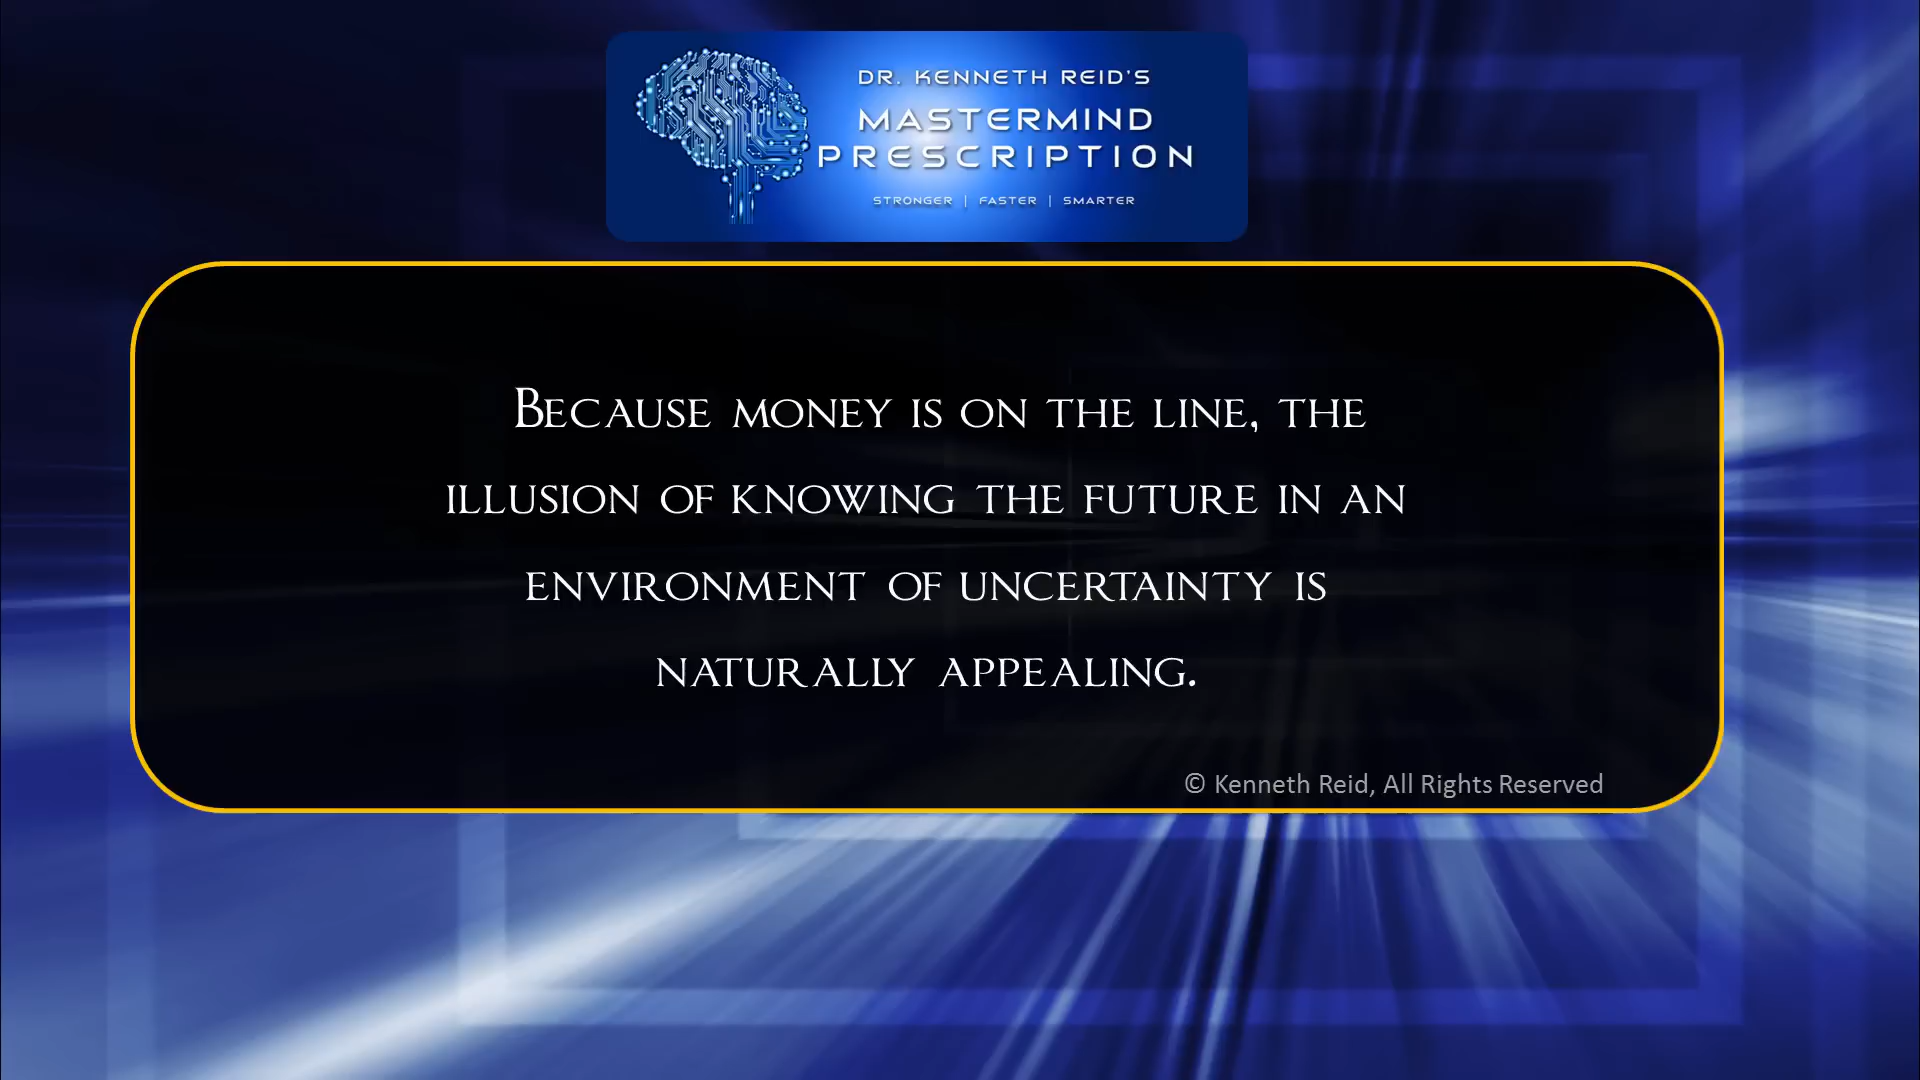 DR. KENNETH REID'S
MASTERMIND
PRESCRIPTION
STRONGER | FASTER | SMARTER
Because money is on the line, the
illusion of knowing the future in an
environment of uncertainty is
naturally appealing.
© Kenneth Reid, All Rights Reserved